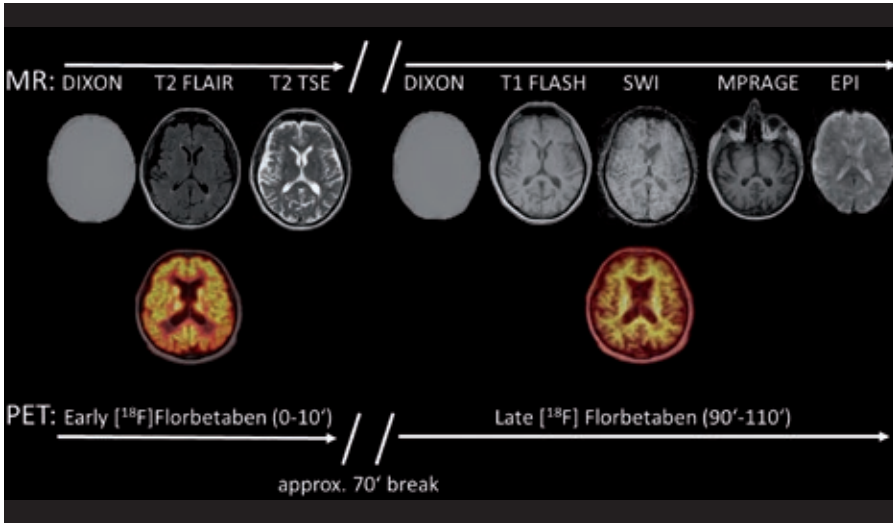 MR: DIXON T2 FLAIR T2 TSE DIXON T1 FLASH SWI MPRAGE EPI
PET: Early [¹⁸F]Florbetaben (0-10‘) Late [¹⁸F] Florbetaben (90‘-110‘)
approx. 70‘ break